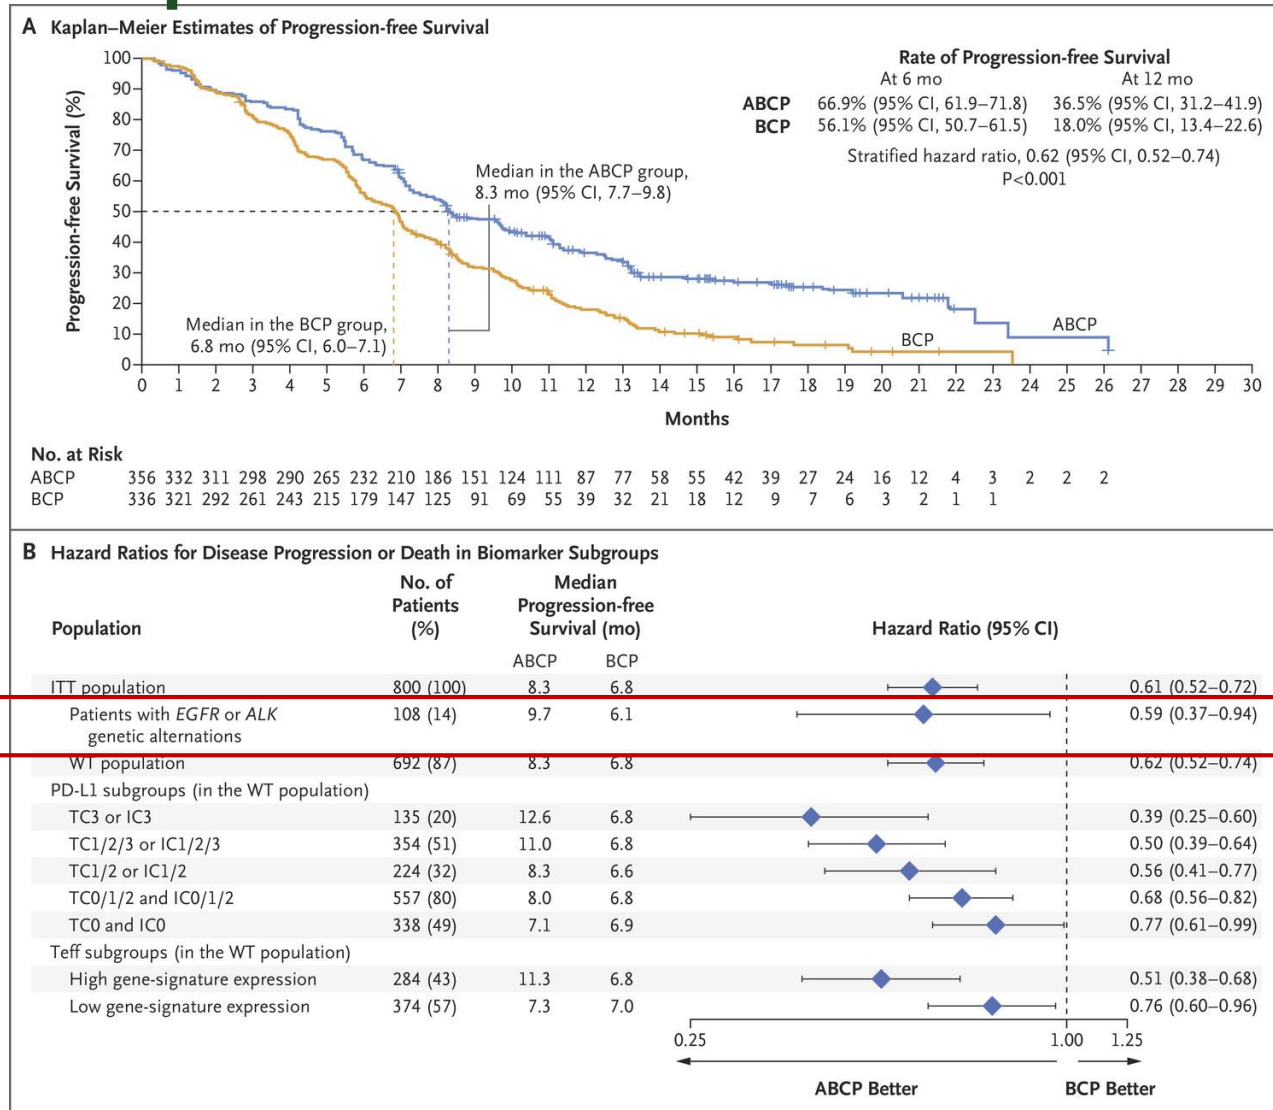 A Kaplan–Meier Estimates of Progression-free Survival
Progression-free Survival (%)
100
90
80
70
60
50
40
30
20
10
0
Rate of Progression-free Survival
At 6 mo At 12 mo
ABCP 66.9% (95% CI, 61.9–71.8) 36.5% (95% CI, 31.2–41.9)
BCP 56.1% (95% CI, 50.7–61.5) 18.0% (95% CI, 13.4–22.6)
Stratified hazard ratio, 0.62 (95% CI, 0.52–0.74)
P<0.001
Median in the ABCP group,
8.3 mo (95% CI, 7.7–9.8)
Median in the BCP group,
6.8 mo (95% CI, 6.0–7.1)
ABCP
BCP
0 1 2 3 4 5 6 7 8 9 10 11 12 13 14 15 16 17 18 19 20 21 22 23 24 25 26 27 28 29 30
Months
No. at Risk
ABCP 356 332 311 298 290 265 232 210 186 151 124 111 87 77 58 55 42 39 27 24 16 12 4 3 2 2 2
BCP 336 321 292 261 243 215 179 147 125 91 69 55 39 32 21 18 12 9 7 6 3 2 1 1
B Hazard Ratios for Disease Progression or Death in Biomarker Subgroups
Population
No. of
Patients
(%)
Median
Progression-free
Survival (mo)
Hazard Ratio (95% CI)
ABCP BCP
ITT population 800 (100) 8.3 6.8 0.61 (0.52–0.72)
Patients with EGFR or ALK 108 (14) 9.7 6.1 0.59 (0.37–0.94)
genetic alternations
WT population 692 (87) 8.3 6.8 0.62 (0.52–0.74)
PD-L1 subgroups (in the WT population)
TC3 or IC3 135 (20) 12.6 6.8 0.39 (0.25–0.60)
TC1/2/3 or IC1/2/3 354 (51) 11.0 6.8 0.50 (0.39–0.64)
TC1/2 or IC1/2 224 (32) 8.3 6.6 0.56 (0.41–0.77)
TC0/1/2 and IC0/1/2 557 (80) 8.0 6.8 0.68 (0.56–0.82)
TC0 and IC0 338 (49) 7.1 6.9 0.77 (0.61–0.99)
Teff subgroups (in the WT population)
High gene-signature expression 284 (43) 11.3 6.8 0.51 (0.38–0.68)
Low gene-signature expression 374 (57) 7.3 7.0 0.76 (0.60–0.96)
0.25 1.00 1.25
ABCP Better BCP Better